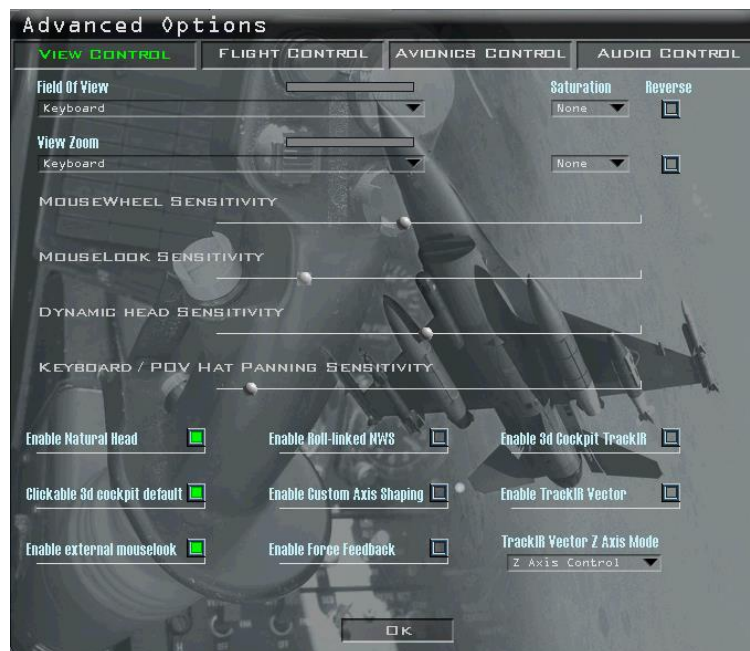 Advanced Options
VIEW CONTROL FLIGHT CONTROL AVIONICS CONTROL AUDIO CONTROL
Field Of View Saturation Reverse
Keyboard None
View Zoom
Keyboard None
MOUSEWHEEL SENSITIVITY
MOUSELOOK SENSITIVITY
DYNAMIC HEAD SENSITIVITY
KEYBOARD / POV HAT PANNING SENSITIVITY
Enable Natural Head Enable Roll-linked NWS Enable 3d Cockpit TrackIR
Clickable 3d cockpit default Enable Custom Axis Shaping Enable TrackIR Vector
Enable external mouselook Enable Force Feedback TrackIR Vector Z Axis Mode
Z Axis Control
OK